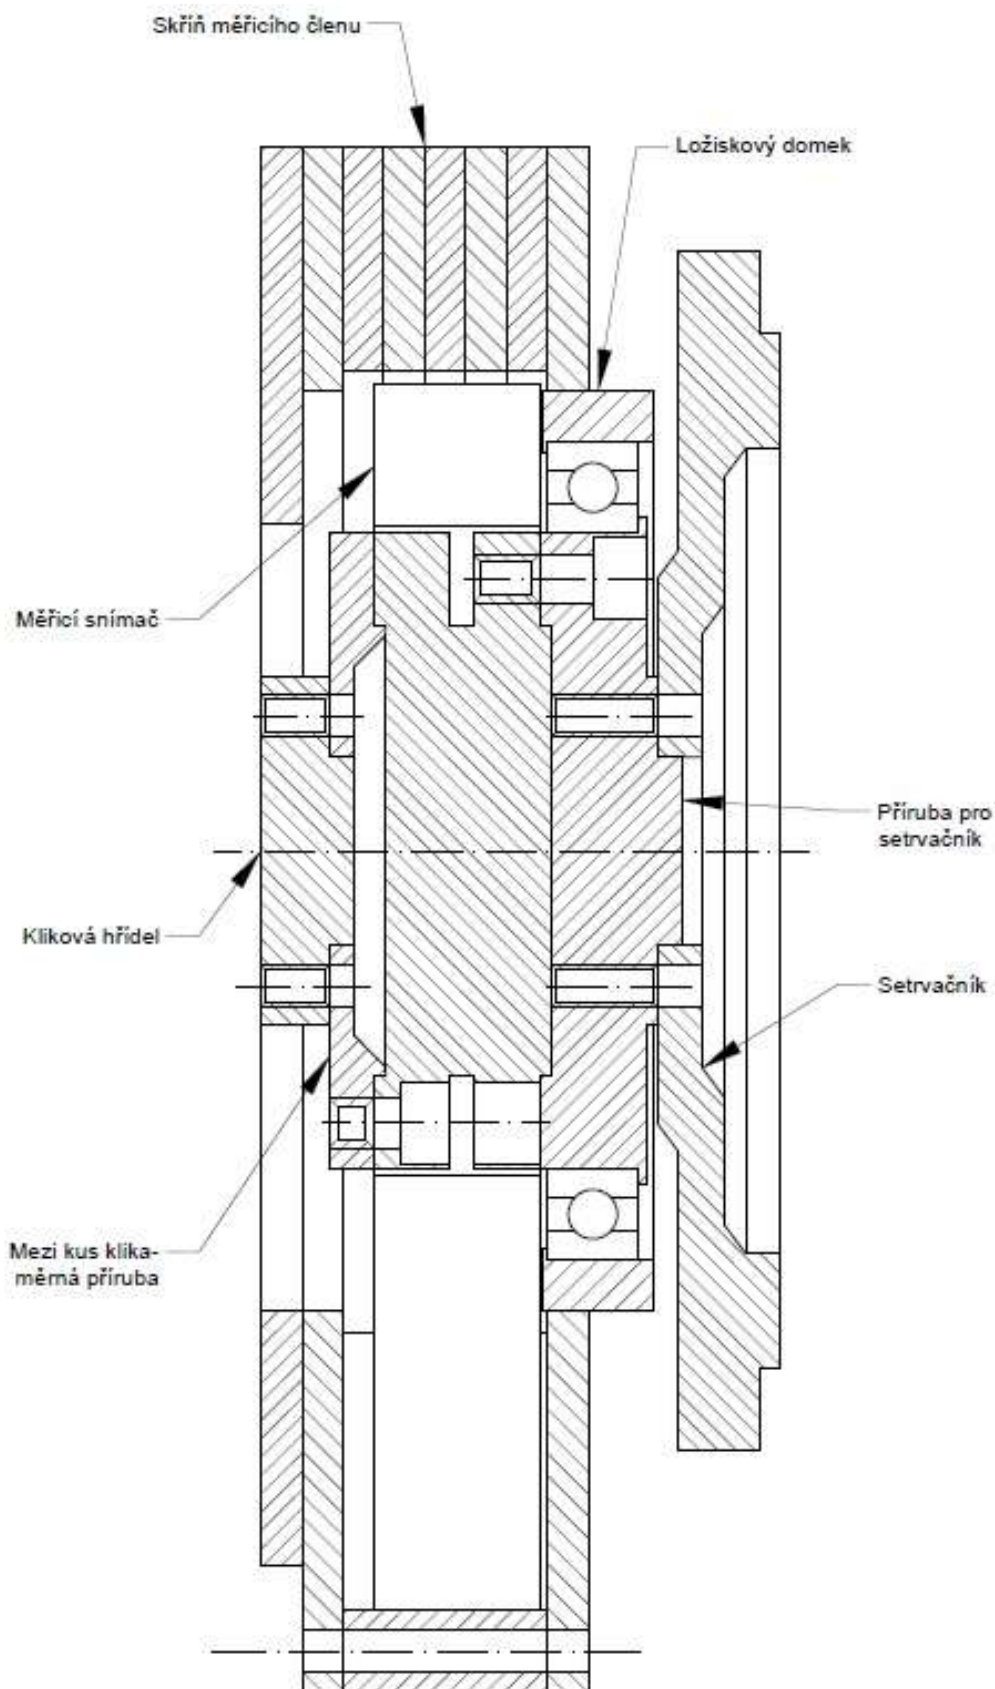 Skříň měřicího členu
Ložiskový domek
Měřicí snímač
Příruba pro
setrvačník
Kliková hřídel
Setrvačník
Mezi kus klika-
měrná příruba